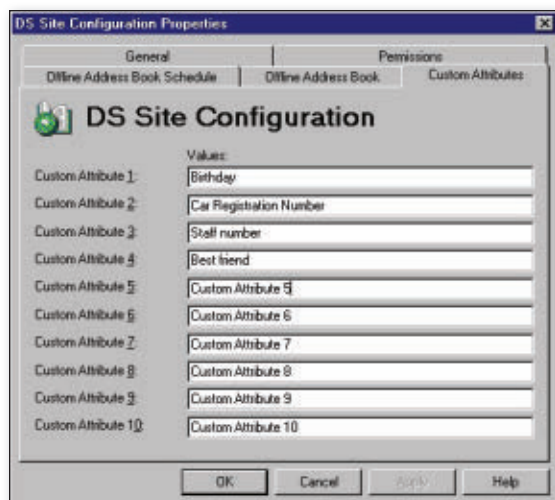 DS Site Configuration Properties
General Permissions
Offline Address Book Schedule Offline Address Book Custom Attributes
DS Site Configuration
Values:
Custom Attribute 1: Birthday
Custom Attribute 2: Car Registration Number
Custom Attribute 3: Staff number
Custom Attribute 4: Best friend
Custom Attribute 5: Custom Attribute 5
Custom Attribute 6: Custom Attribute 6
Custom Attribute 7: Custom Attribute 7
Custom Attribute 8: Custom Attribute 8
Custom Attribute 9: Custom Attribute 9
Custom Attribute 10: Custom Attribute 10
OK Cancel Apply Help